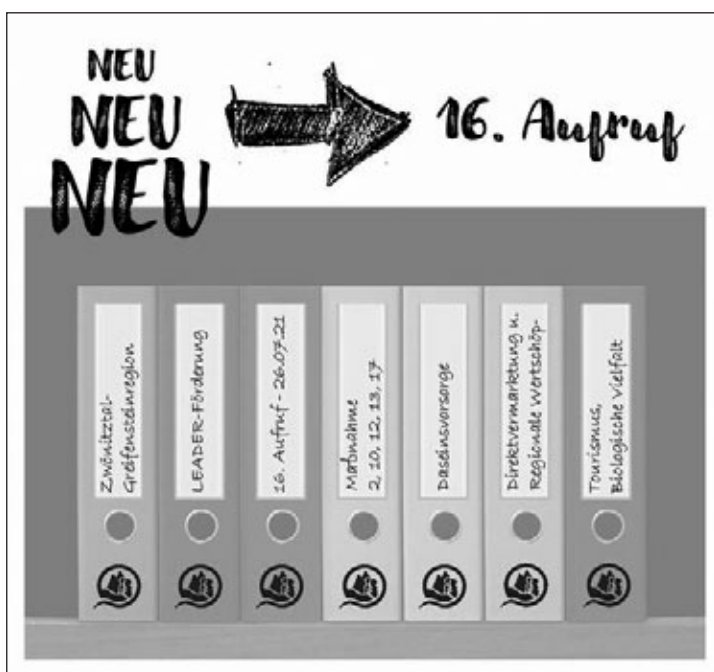 NEU
NEU
NEU
16. Aufruf
Zwönitztal-
Greifensteinregion
LEADER-Förderung
16. Aufruf - 26.07.21
Maßnahme
2, 10, 12, 13, 17
Daseinsvorsorge
Direktvermarktung u.
Regionale Wertschöp-
Tourismus,
Biologische Vielfalt